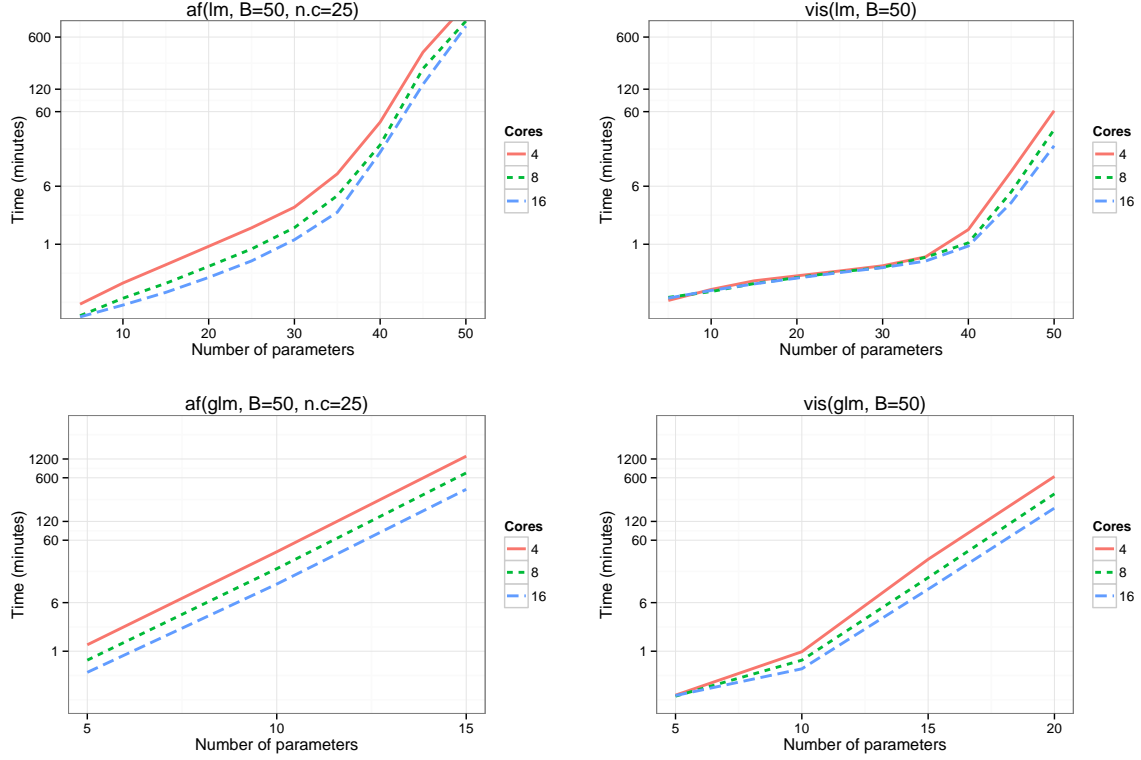 af(lm, B=50, n.c=25)
600
120
60
6
1
Time (minutes)
10 20 30 40 50
Number of parameters
Cores
4
8
16
vis(lm, B=50)
600
120
60
6
1
Time (minutes)
10 20 30 40 50
Number of parameters
Cores
4
8
16
af(glm, B=50, n.c=25)
1200
600
120
60
6
1
Time (minutes)
5 10 15
Number of parameters
Cores
4
8
16
vis(glm, B=50)
1200
600
120
60
6
1
Time (minutes)
5 10 15 20
Number of parameters
Cores
4
8
16